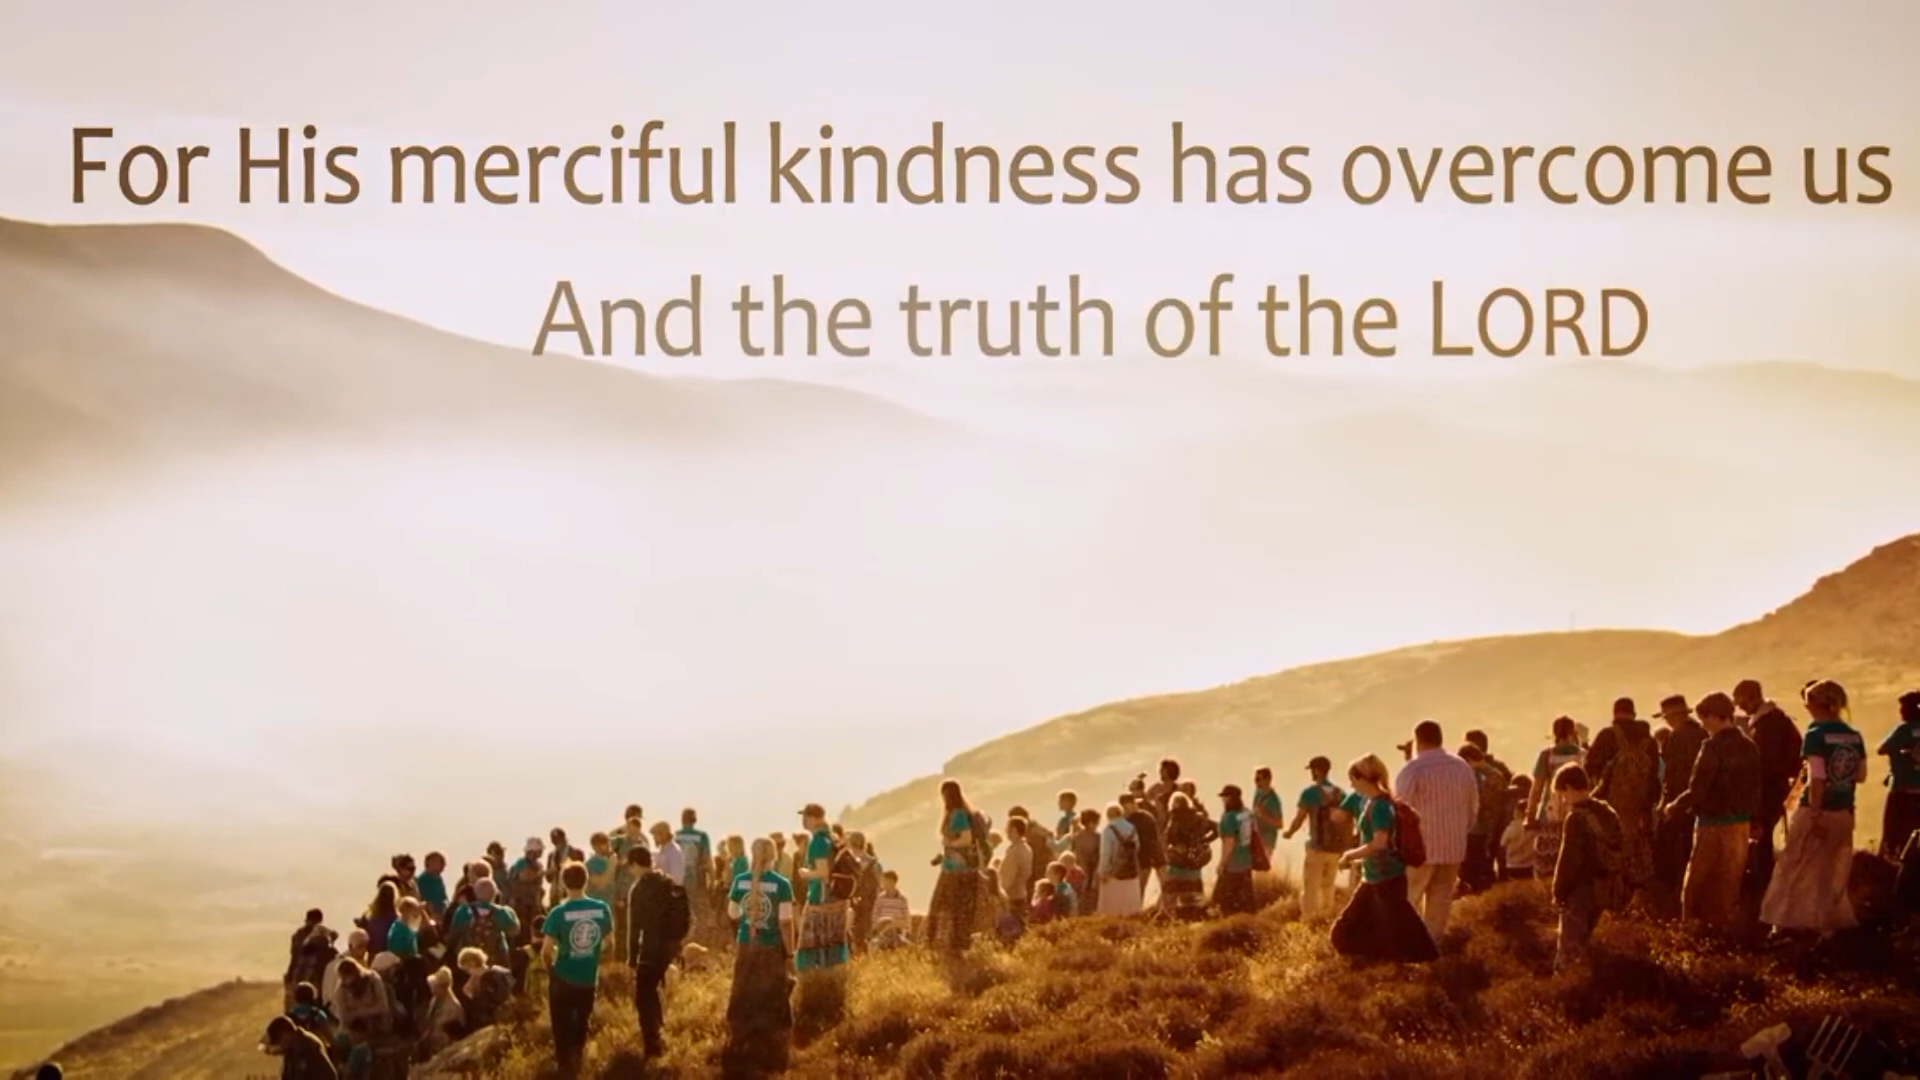 For His merciful kindness has overcome us
And the truth of the LORD